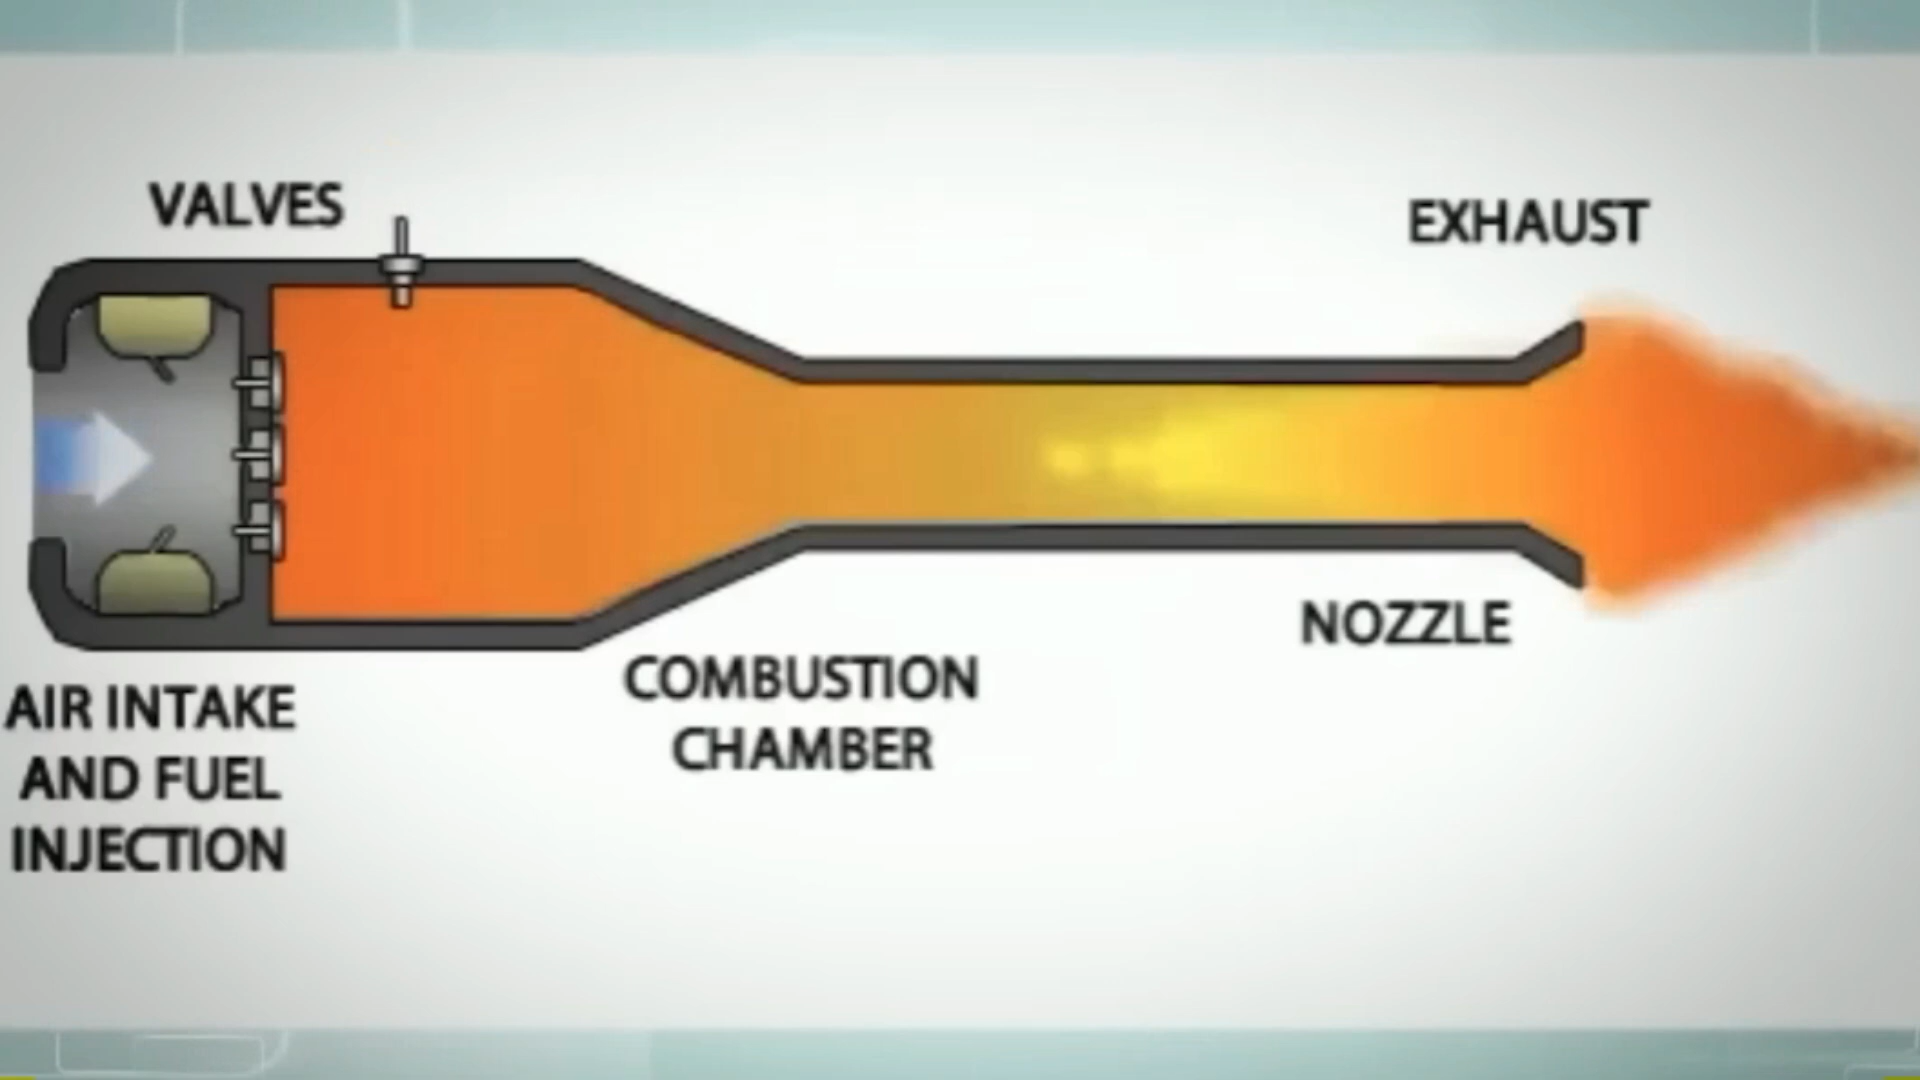 VALVES
EXHAUST
NOZZLE
COMBUSTION
CHAMBER
AIR INTAKE
AND FUEL
INJECTION